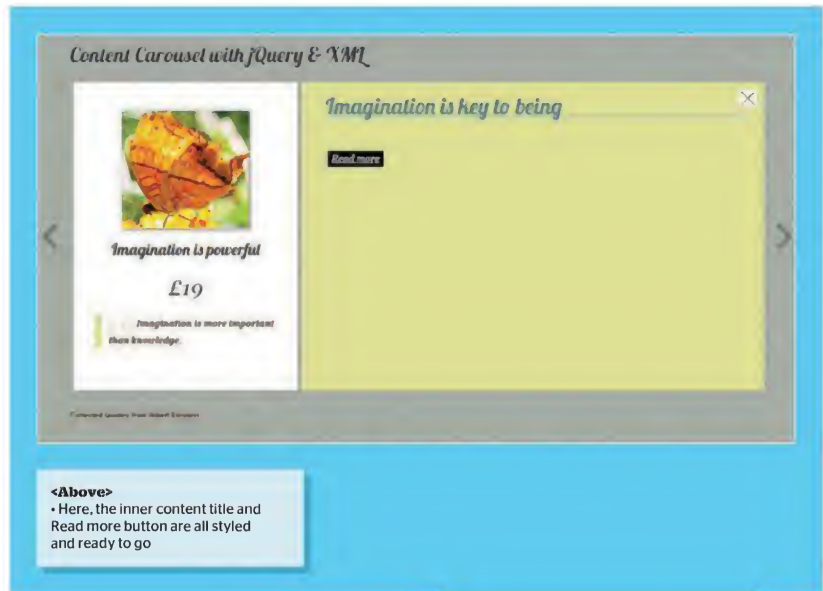 Content Carousel with jQuery & XML
Imagination is key to being
Read more
Imagination is powerful
£19
Imagination is more important
than knowledge.
<Above>
• Here, the inner content title and
Read more button are all styled
and ready to go